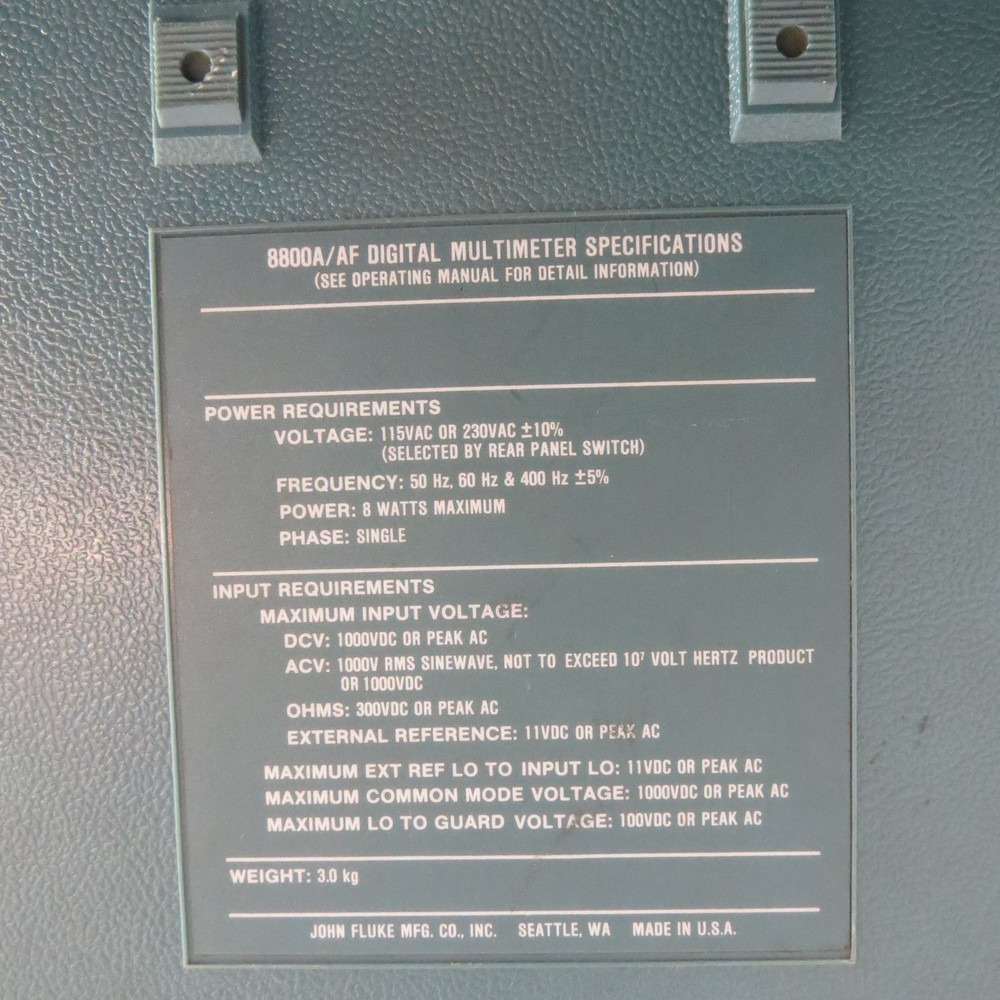 8800A/AF DIGITAL MULTIMETER SPECIFICATIONS
(SEE OPERATING MANUAL FOR DETAIL INFORMATION)
POWER REQUIREMENTS
VOLTAGE: 115VAC OR 230VAC ±10%
(SELECTED BY REAR PANEL SWITCH)
FREQUENCY: 50 Hz, 60 Hz & 400 Hz ±5%
POWER: 8 WATTS MAXIMUM
PHASE: SINGLE
INPUT REQUIREMENTS
MAXIMUM INPUT VOLTAGE:
DCV: 1000VDC OR PEAK AC
ACV: 1000V RMS SINEWAVE, NOT TO EXCEED 10⁷ VOLT HERTZ PRODUCT
OR 1000VDC
OHMS: 300VDC OR PEAK AC
EXTERNAL REFERENCE: 11VDC OR PEAK AC
MAXIMUM EXT REF LO TO INPUT LO: 11VDC OR PEAK AC
MAXIMUM COMMON MODE VOLTAGE: 1000VDC OR PEAK AC
MAXIMUM LO TO GUARD VOLTAGE: 100VDC OR PEAK AC
WEIGHT: 3.0 kg
JOHN FLUKE MFG. CO., INC. SEATTLE, WA MADE IN U.S.A.